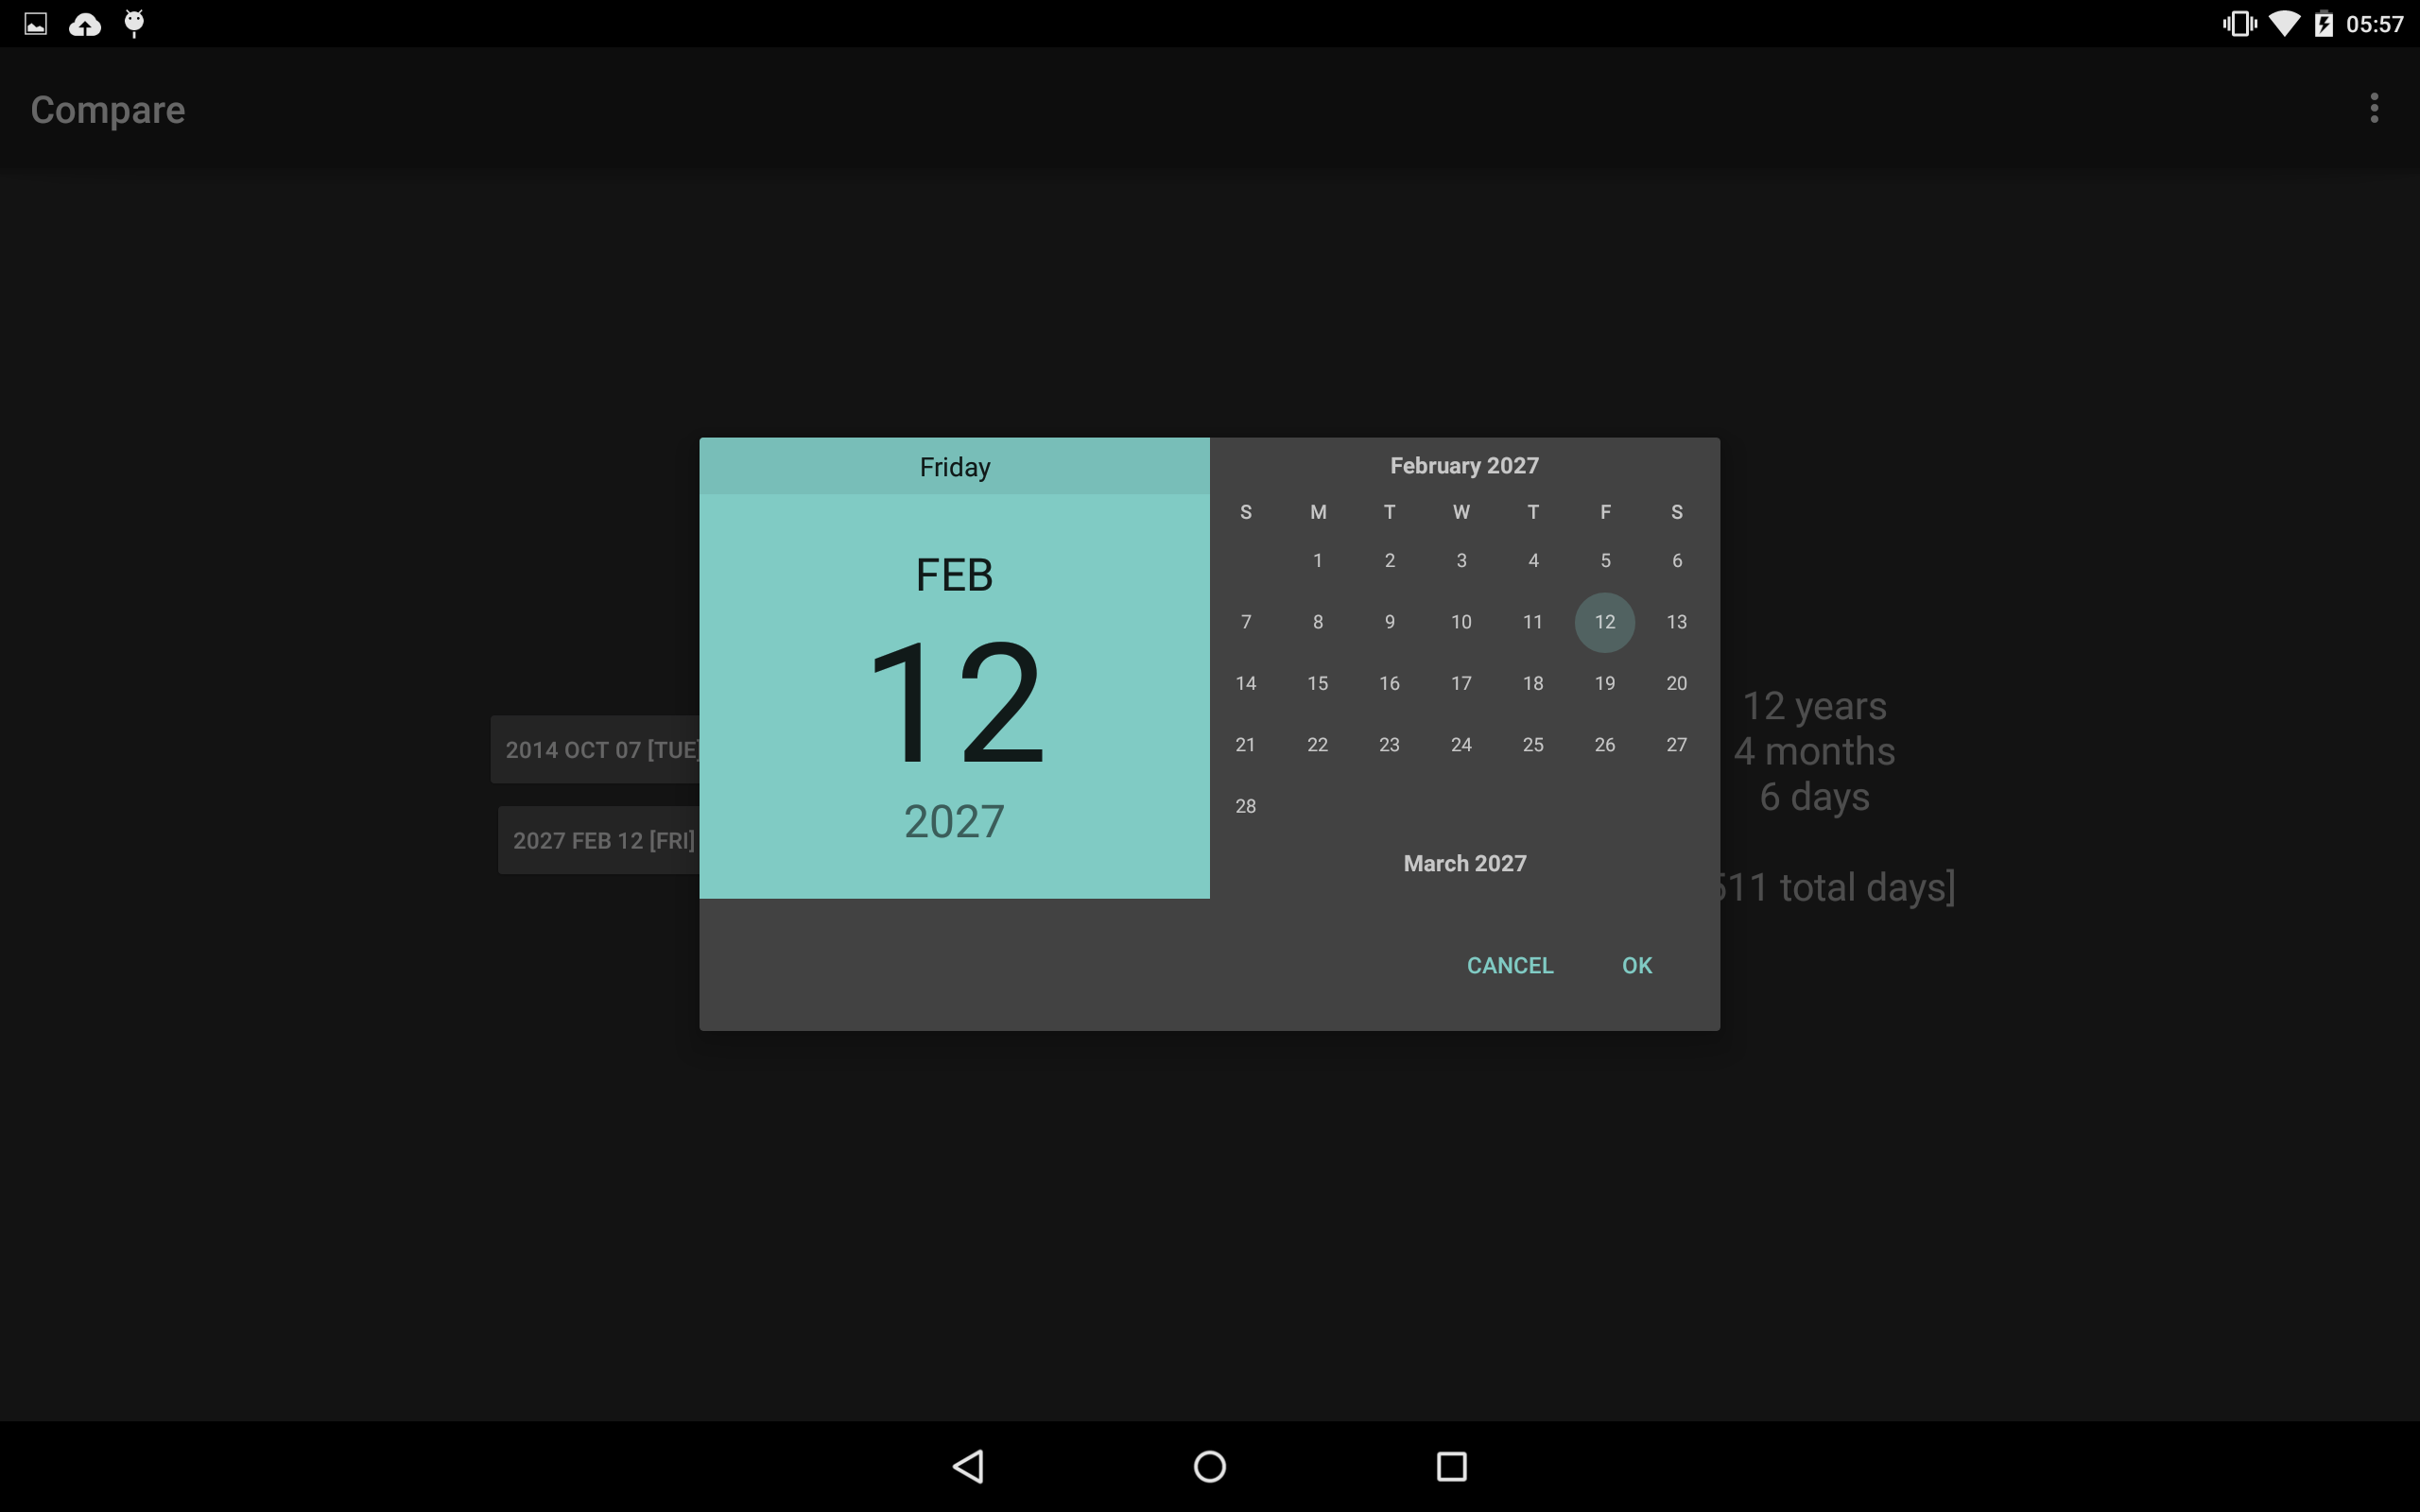 05:57
Compare
Friday
FEB
12
2027
February 2027
S M T W T F S
1 2 3 4 5 6
7 8 9 10 11 12 13
14 15 16 17 18 19 20
21 22 23 24 25 26 27
28
March 2027
CANCEL OK
2014 OCT 07 [TUE]
2027 FEB 12 [FRI]
12 years
4 months
6 days
11 total days]